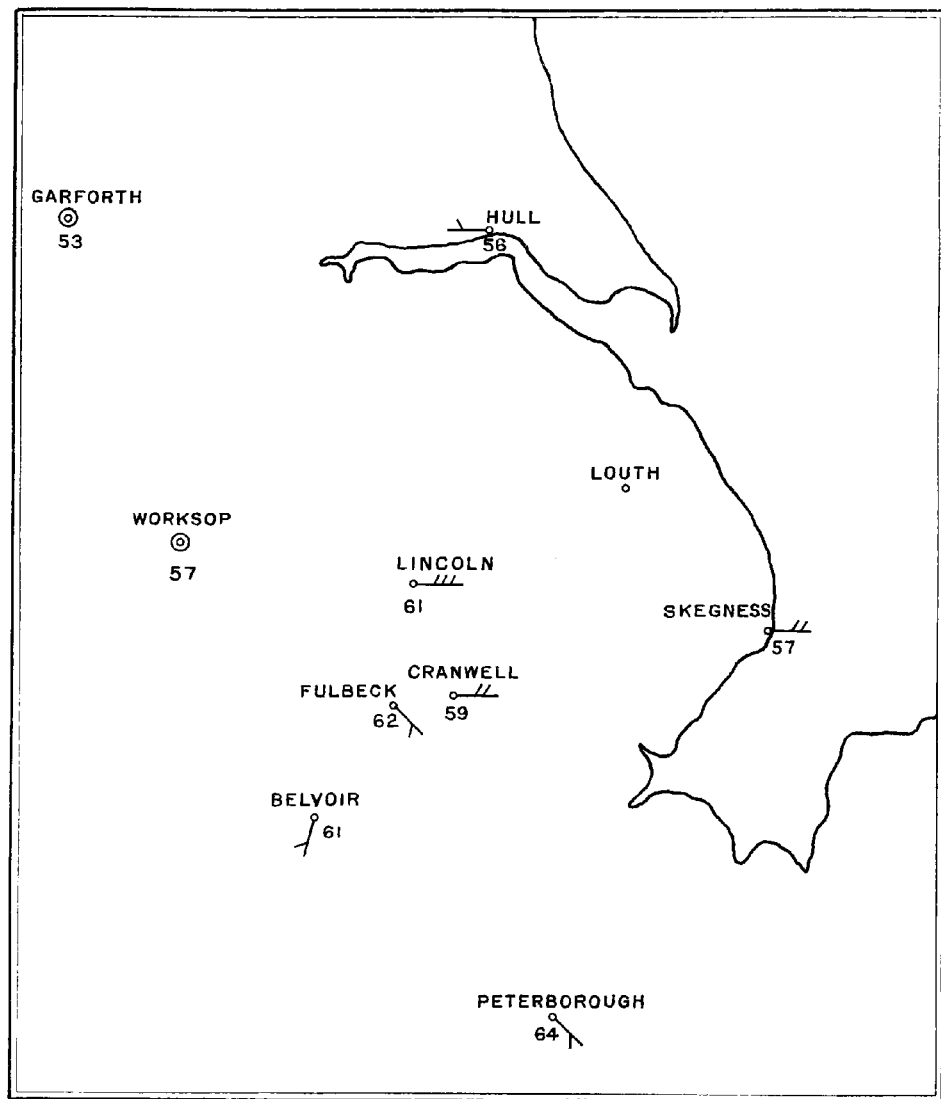 GARFORTH
53
HULL
56
LOUTH
WORKSOP
57
LINCOLN
61
SKEGNESS
57
CRANWELL
59
FULBECK
62
BELVOIR
61
PETERBOROUGH
64